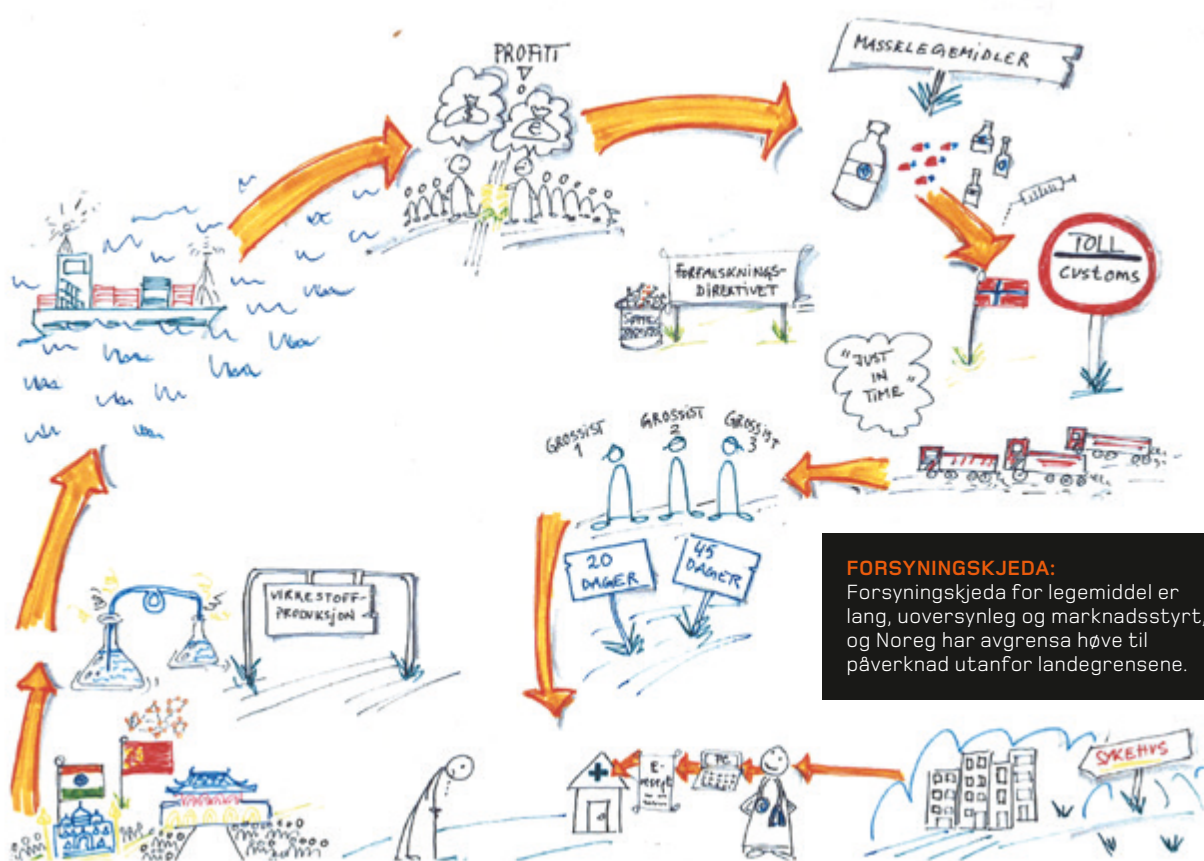 PROFITT
$
€
MASSELEGEMIDLER
TOLL
customs
FORFALSKNINGS-
DIREKTIVET
"JUST
IN
TIME"
GROSSIST
1
GROSSIST
2
GROSSIST
3
20
DAGER
45
DAGER
VIRKESTOFF-
PRODUKSJON
FORSYNINGSKJEDA:
Forsyningskjeda for legemiddel er
lang, uoversynleg og marknadsstyrt,
og Noreg har avgrensa høve til
påverknad utanfor landegrensene.
E-
resept
PC
SYKEHUS